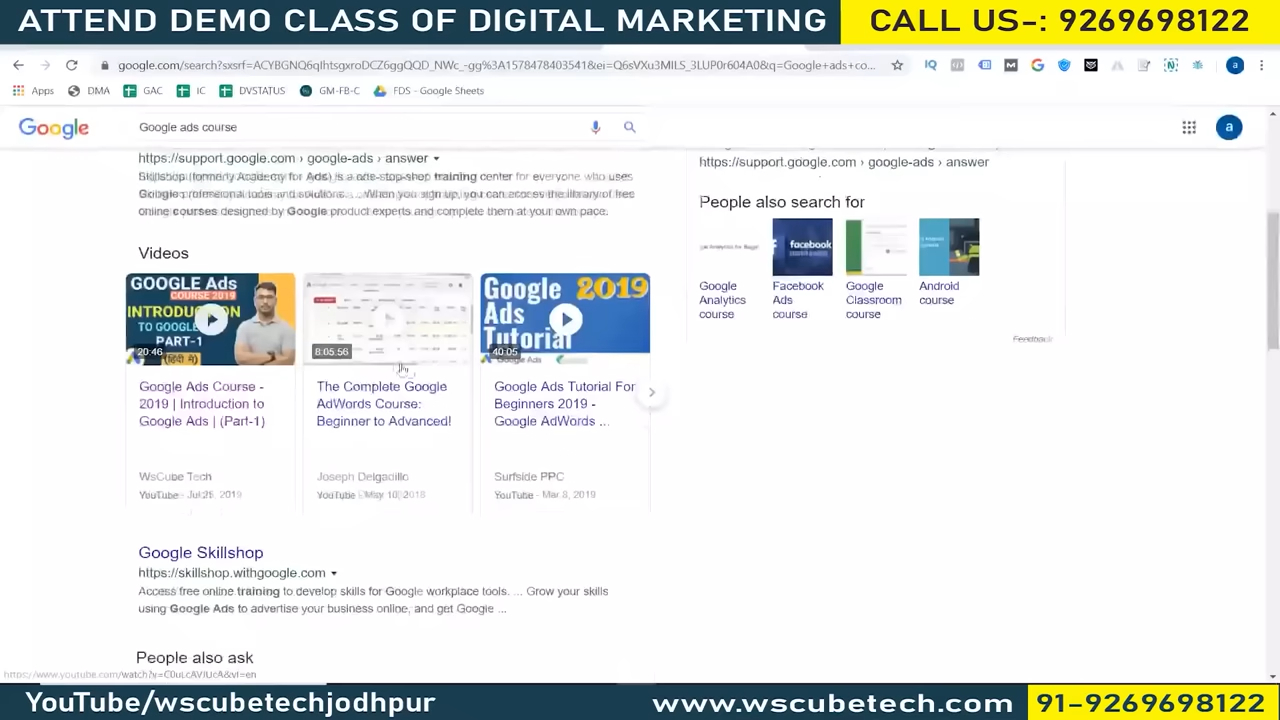 ATTEND DEMO CLASS OF DIGITAL MARKETING
CALL US-: 9269698122
google.com/search?sxsrf=ACYBGNQ6qIhtsgxroDCZ6gqQQD_NWc_-gg%3A1578478403541&ei=Q6sVXu3MILS_3LUP0r604A0&q=Google+ads+co...
Apps DMA GAC IC DVSTATUS GM-FB-C FDS - Google Sheets
Google
Google ads course
a
https://support.google.com › google-ads › answer
Skillshop (formerly Academy for Ads) is a one-stop-shop training center for everyone who uses
Google professional tools and solutions. ... When you sign up, you can access the library of free
online courses designed by Google product experts and complete them at your own pace.
https://support.google.com › google-ads › answer
People also search for
facebook
Google Analytics course
Facebook Ads course
Google Classroom course
Android course
Feedback
Videos
GOOGLE Ads
COURSE 2019
INTRODU
TO GOOGLE
PART-1
20:46
Google Ads Course -
2019 | Introduction to
Google Ads | (Part-1)
WsCube Tech
YouTube - Jul 26, 2019
The Complete Google
AdWords Course:
Beginner to Advanced!
Joseph Delgadillo
YouTube - May 10, 2018
Google 2019
Ads
Tutorial
40:05
Google Ads
Google Ads Tutorial For
Beginners 2019 -
Google AdWords ...
Surfside PPC
YouTube - Mar 8, 2019
Google Skillshop
https://skillshop.withgoogle.com
Access free online training to develop skills for Google workplace tools. ... Grow your skills
using Google Ads to advertise your business online, and get Google ...
People also ask
YouTube/wscubetechjodhpur
www.wscubetech.com
91-9269698122